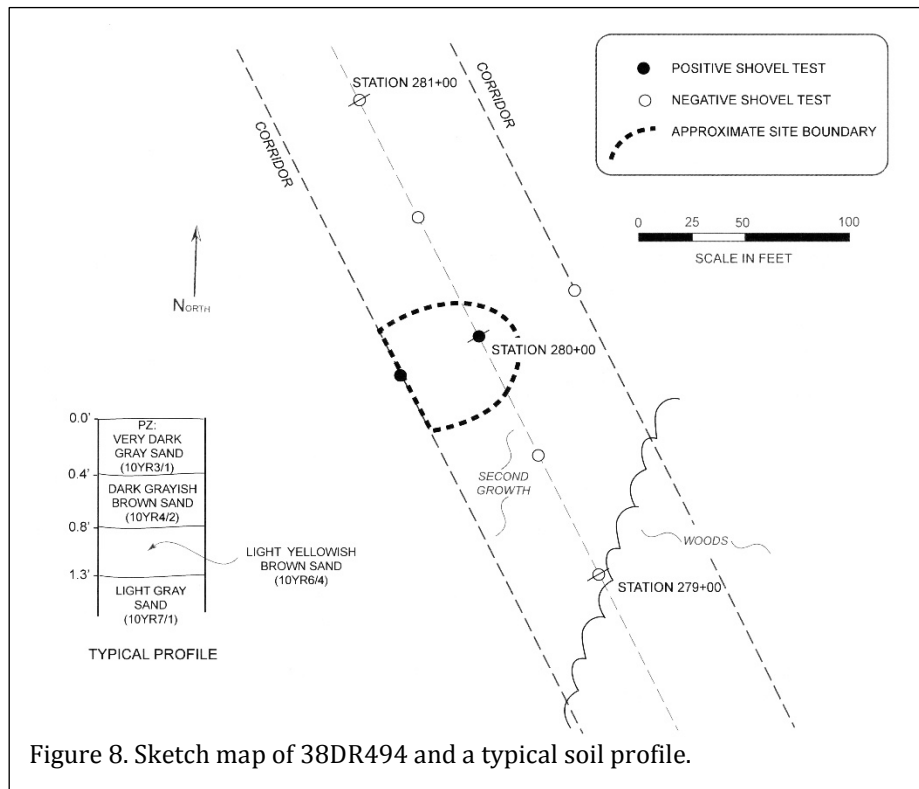 STATION 281+00
CORRIDOR
CORRIDOR
POSITIVE SHOVEL TEST
NEGATIVE SHOVEL TEST
APPROXIMATE SITE BOUNDARY
0 25 50 100
SCALE IN FEET
NORTH
STATION 280+00
0.0'
PZ:
VERY DARK
GRAY SAND
(10YR3/1)
0.4'
DARK GRAYISH
BROWN SAND
(10YR4/2)
0.8'
LIGHT YELLOWISH
BROWN SAND
(10YR6/4)
1.3'
LIGHT GRAY
SAND
(10YR7/1)
TYPICAL PROFILE
SECOND
GROWTH
WOODS
STATION 279+00
Figure 8. Sketch map of 38DR494 and a typical soil profile.